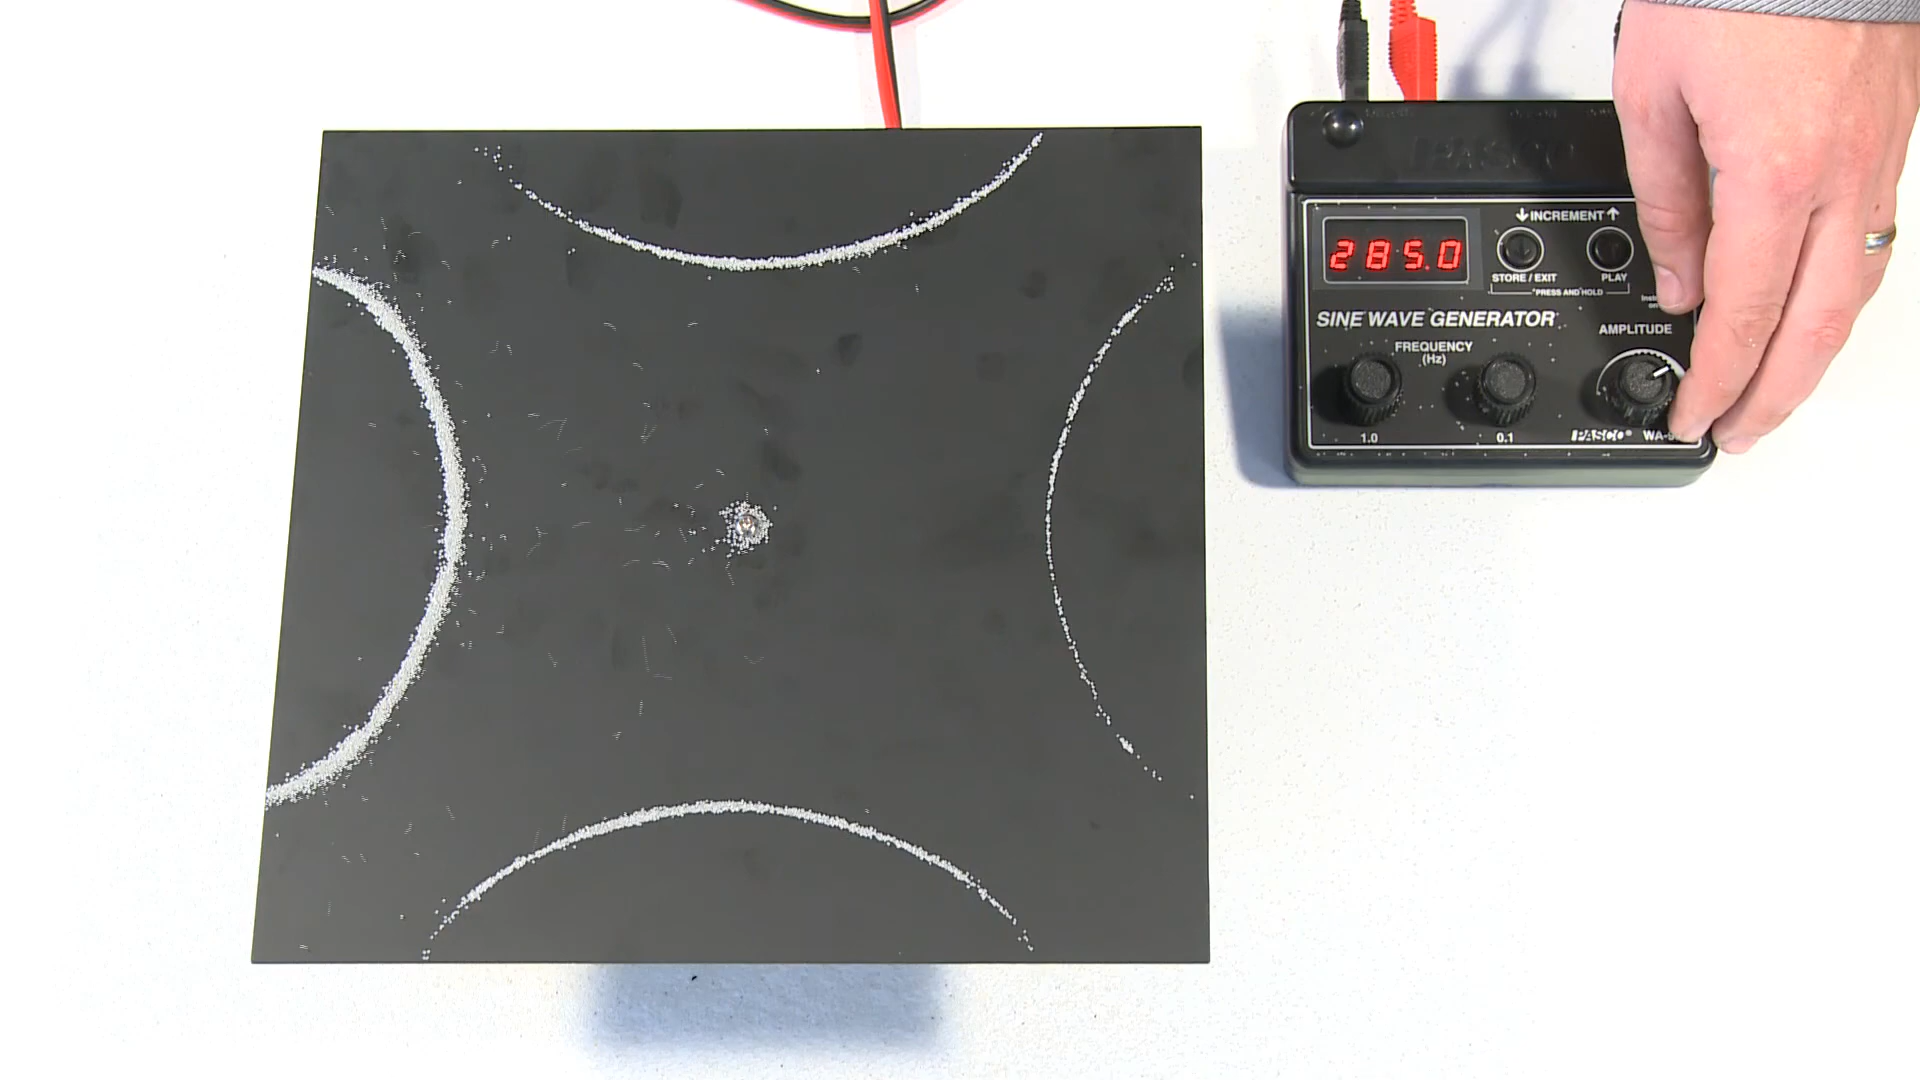 PASCO
285.0
↓INCREMENT↑
STORE / EXIT
PLAY
*PRESS AND HOLD
SINE WAVE GENERATOR
AMPLITUDE
FREQUENCY
(Hz)
1.0
0.1
PASCO®